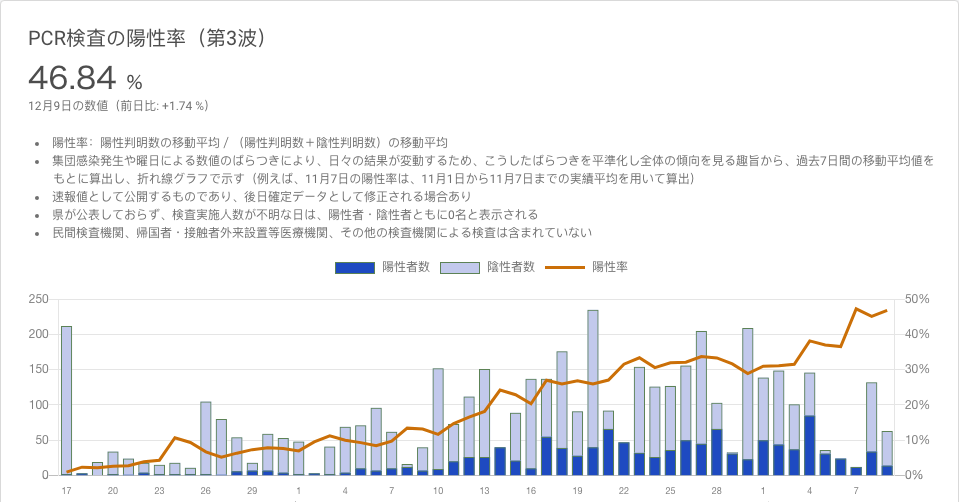 PCR検査の陽性率（第3波）
46.84 %
12月9日の数値（前日比: +1.74 %）
• 陽性率：陽性判明数の移動平均 / （陽性判明数＋陰性判明数）の移動平均
• 集団感染発生や曜日による数値のばらつきにより、日々の結果が変動するため、こうしたばらつきを平準化し全体の傾向を見る趣旨から、過去7日間の移動平均値を
もとに算出し、折れ線グラフで示す（例えば、11月7日の陽性率は、11月1日から11月7日までの実績平均を用いて算出）
• 速報値として公開するものであり、後日確定データとして修正される場合あり
• 県が公表しておらず、検査実施人数が不明な日は、陽性者・陰性者ともに0名と表示される
• 民間検査機関、帰国者・接触者外来設置等医療機関、その他の検査機関による検査は含まれていない
陽性者数 陰性者数 陽性率
250 50%
200 40%
150 30%
100 20%
50 10%
0 0%
17 20 23 26 29 1 4 7 10 13 16 19 22 25 28 1 4 7